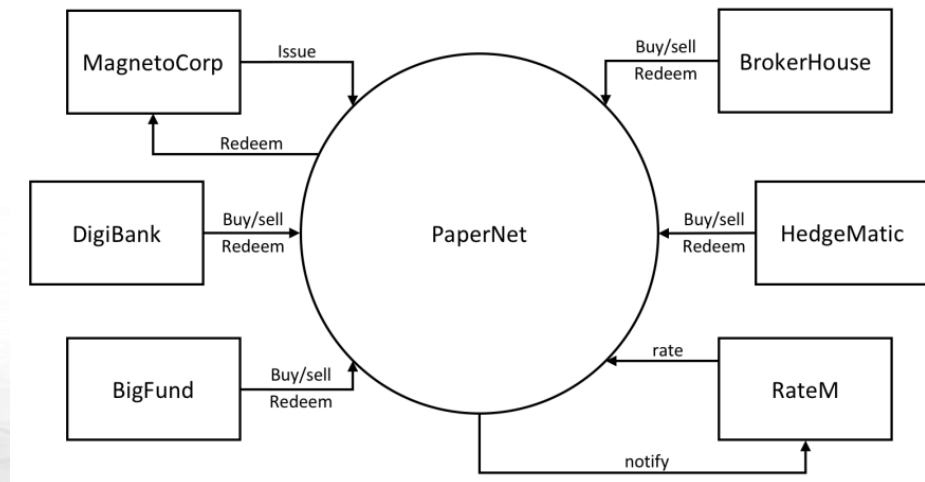 MagnetoCorp
Issue
Redeem
Buy/sell
Redeem
BrokerHouse
DigiBank
Buy/sell
Redeem
PaperNet
Buy/sell
Redeem
HedgeMatic
BigFund
Buy/sell
Redeem
rate
RateM
notify